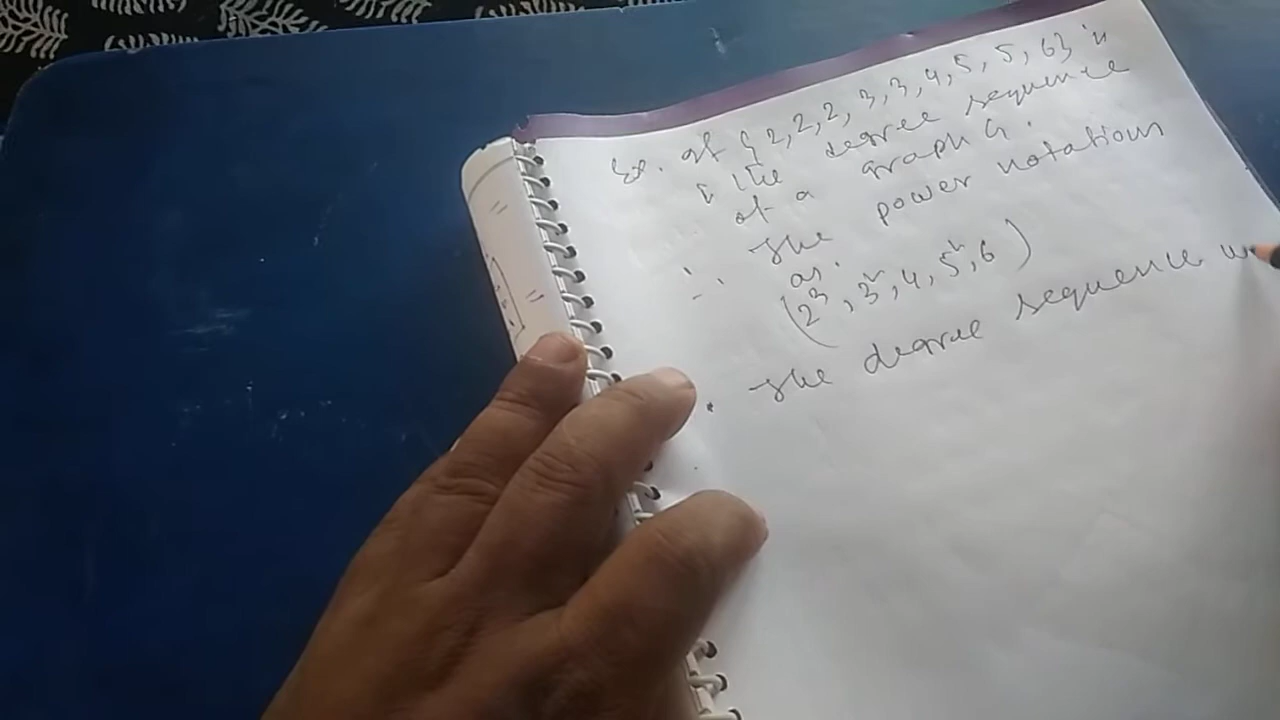 Ex. If { 2, 2, 2, 3, 3, 4, 5, 5, 6} is
the degree sequence
of a graph G.
∴ The power notations
as.
(2³, 3², 4, 5², 6)
. The degree sequence